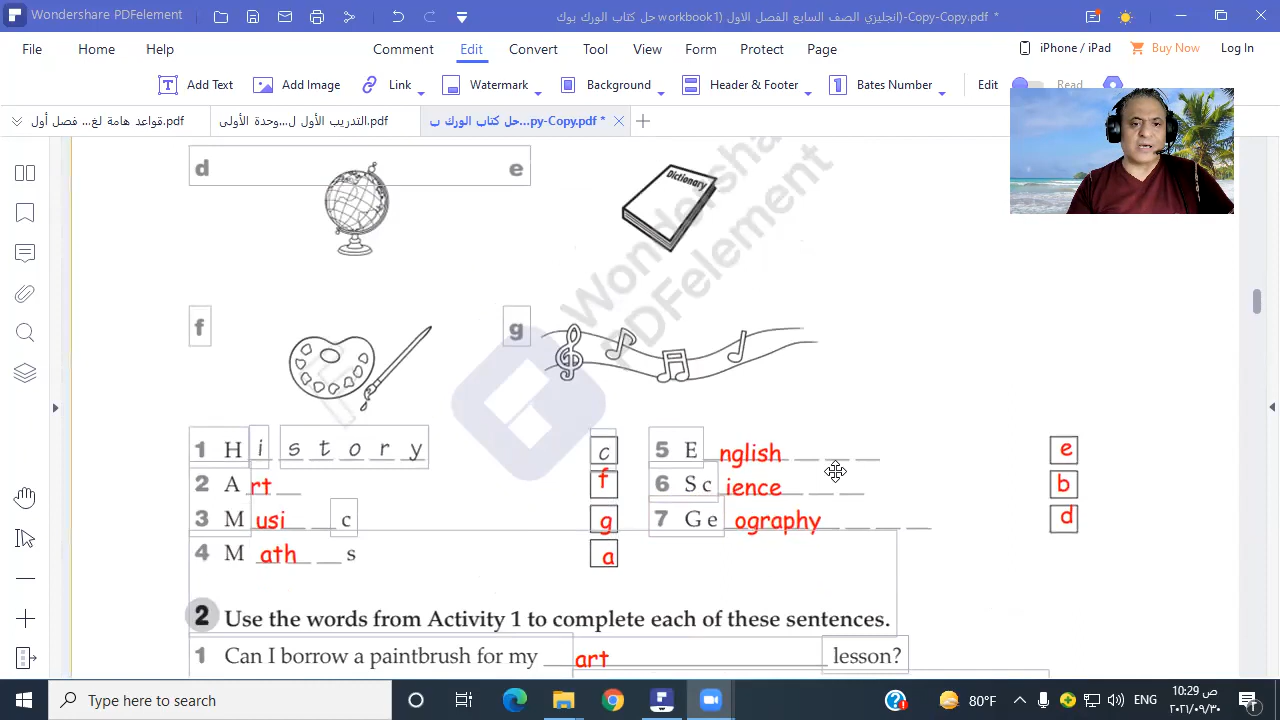 Wondershare PDFelement
حل كتاب الورك بوك workbook1) انجليزي الصف السابع الفصل الاول)-Copy-Copy.pdf *
File Home Help Comment Edit Convert Tool View Form Protect Page iPhone / iPad Buy Now Log In
Add Text Add Image Link Watermark Background Header & Footer Bates Number Edit Read
قواعد هامة لغ... فصل أول.pdf التدريب الأول ل...وحدة الأولى.pdf حل كتاب الورك ب...py-Copy.pdf *
d e
Dictionary
Wondershare
PDFelement
f g
1 H i s t o r y c 5 E nglish e
2 A rt f 6 S c ience b
3 M usi c g 7 G e ography d
4 M ath s a
2 Use the words from Activity 1 to complete each of these sentences.
1 Can I borrow a paintbrush for my art lesson?
Type here to search
80°F
ENG
10:29 ص
٢٠٢١/٠٩/٣٠